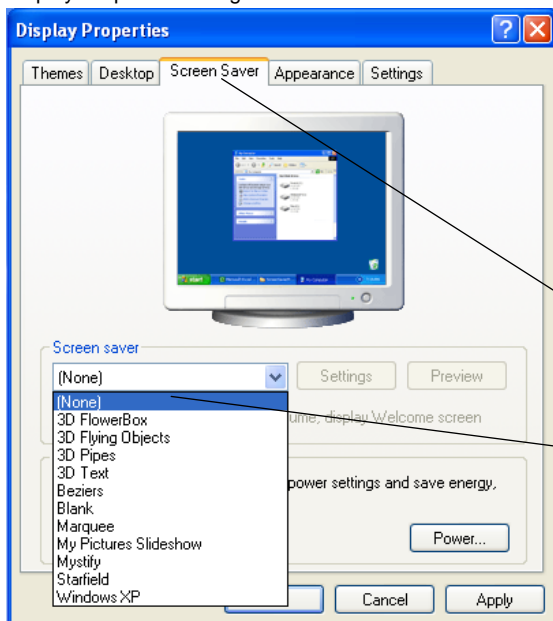 Display Properties
Themes Desktop Screen Saver Appearance Settings
start
Screen saver
(None) Settings Preview
(None)
3D FlowerBox
ume, display Welcome screen
3D Flying Objects
3D Pipes
3D Text
Beziers
power settings and save energy,
Blank
Marquee
My Pictures Slideshow
Power...
Mystify
Starfield
Windows XP
Cancel Apply